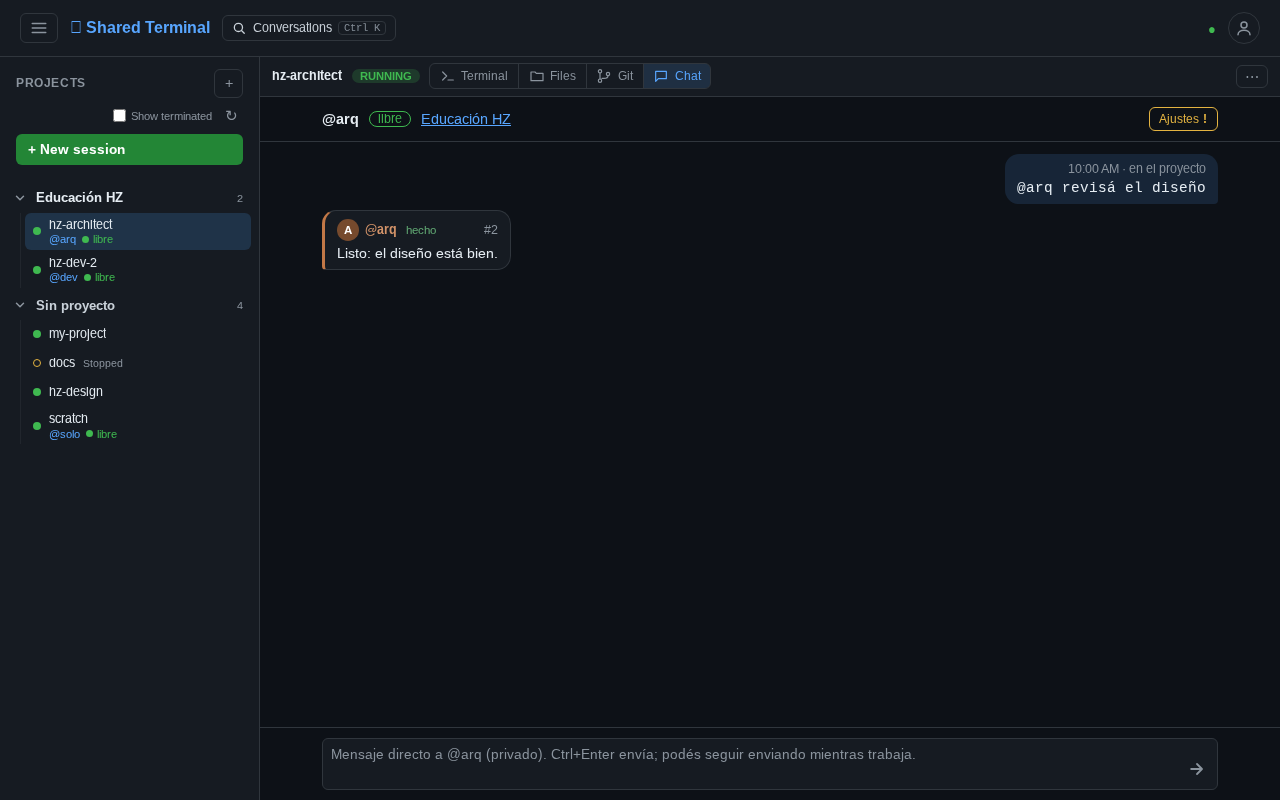 Shared Terminal
Conversations Ctrl K
PROJECTS
+
Show terminated ↻
+ New session
Educación HZ 2
hz-architect
@arq libre
hz-dev-2
@dev libre
Sin proyecto 4
my-project
docs Stopped
hz-design
scratch
@solo libre
hz-architect RUNNING Terminal Files Git Chat ···
@arq libre Educación HZ Ajustes !
10:00 AM · en el proyecto
@arq revisá el diseño
A @arq hecho #2
Listo: el diseño está bien.
Mensaje directo a @arq (privado). Ctrl+Enter envía; podés seguir enviando mientras trabaja.